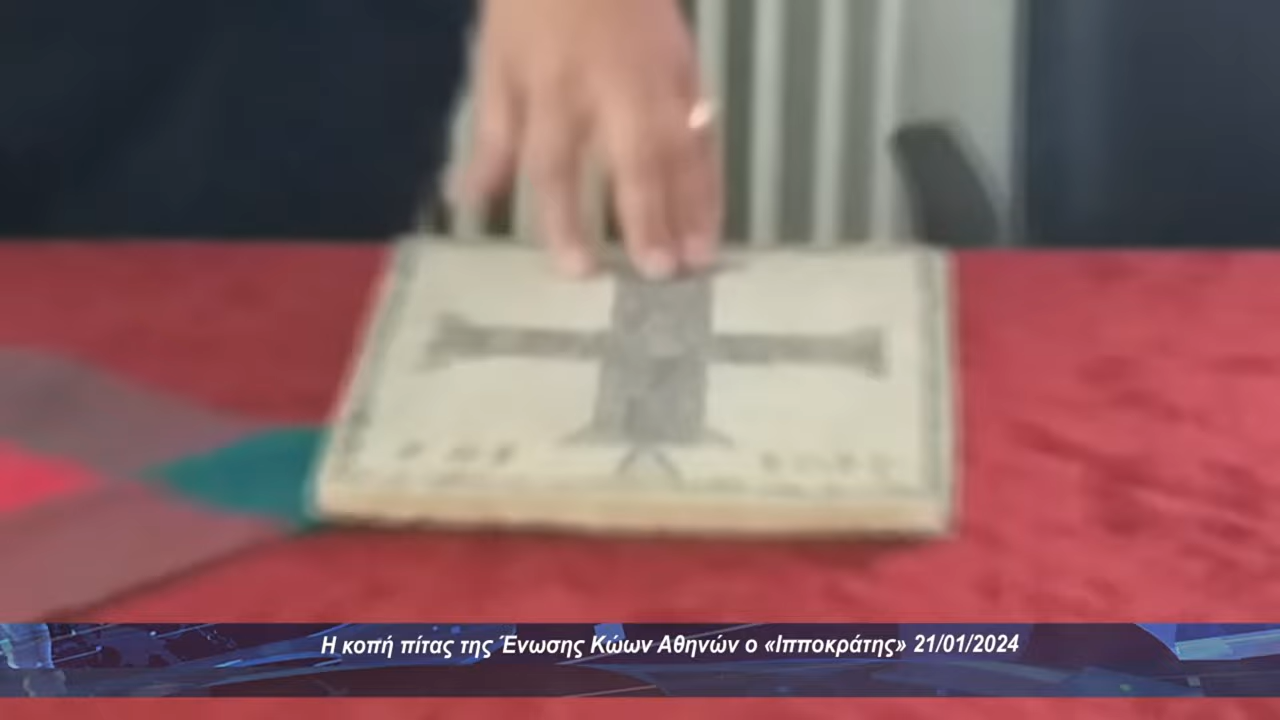 Η κοπή πίτας της Ένωσης Κώων Αθηνών ο «Ιπποκράτης» 21/01/2024